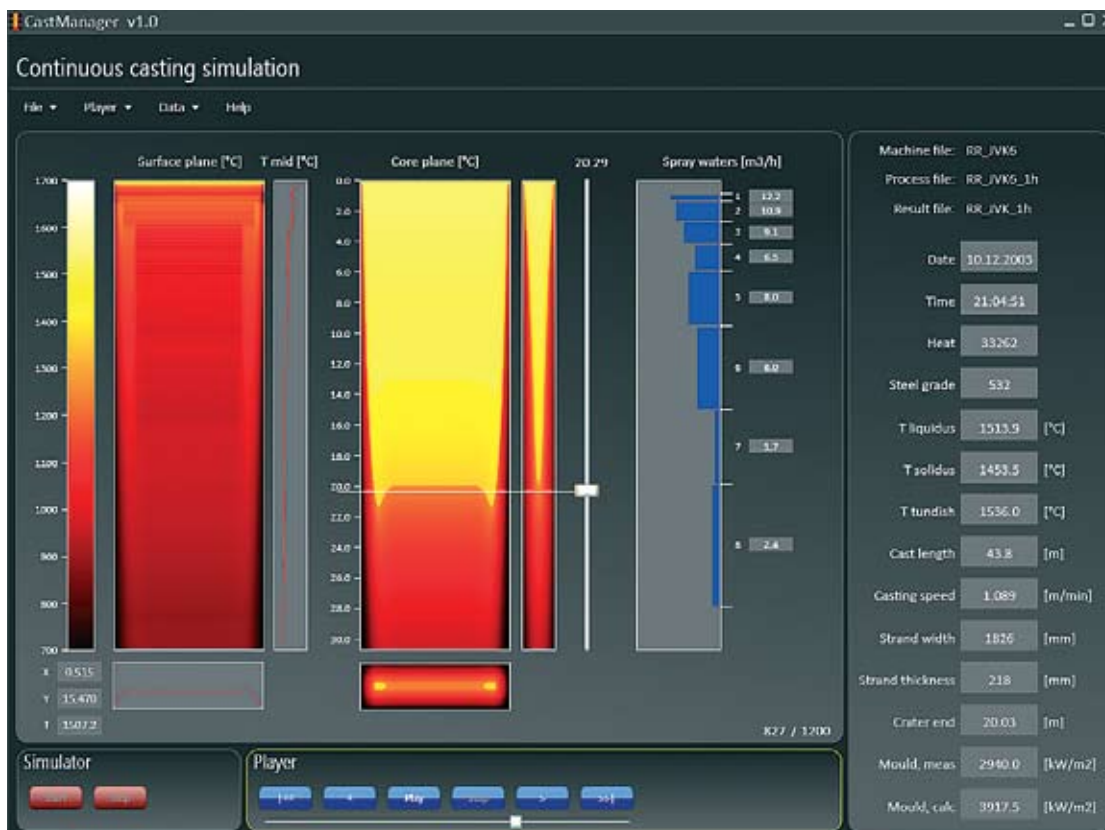 CastManager v1.0
Continuous casting simulation
File Player Data Help
Surface plane [°C] T mid [°C] Core plane [°C] 20.29 Spray waters [m3/h]
1700
1600
1500
1400
1300
1200
1100
1000
900
800
700
0.0
2.0
4.0
6.0
8.0
10.0
12.0
14.0
16.0
18.0
20.0
22.0
24.0
26.0
28.0
30.0
1 12.2
2 10.9
3 9.1
4 6.5
5 8.0
6
7
8 2.4
X 0.515
Y 15.470
T 1507.2
827 / 1200
Machine file: RR_JVK6
Process file:
Result file: RR_JVK_1h
Date 10.12.2003
Time 21:04:51
Heat 33262
Steel grade 532
T liquidus 1513.9 [°C]
T solidus 1453.5 [°C]
T tundish 1536.0 [°C]
Cast length 43.8 [m]
Casting speed 1.089 [m/min]
Strand width 1826 [mm]
Strand thickness 218 [mm]
Crater end 20.03 [m]
Mould, meas 2940.0 [kW/m2]
Mould, calc 3917.5 [kW/m2]
Simulator
Start Stop
Player
|<< < Play Stop > >>|